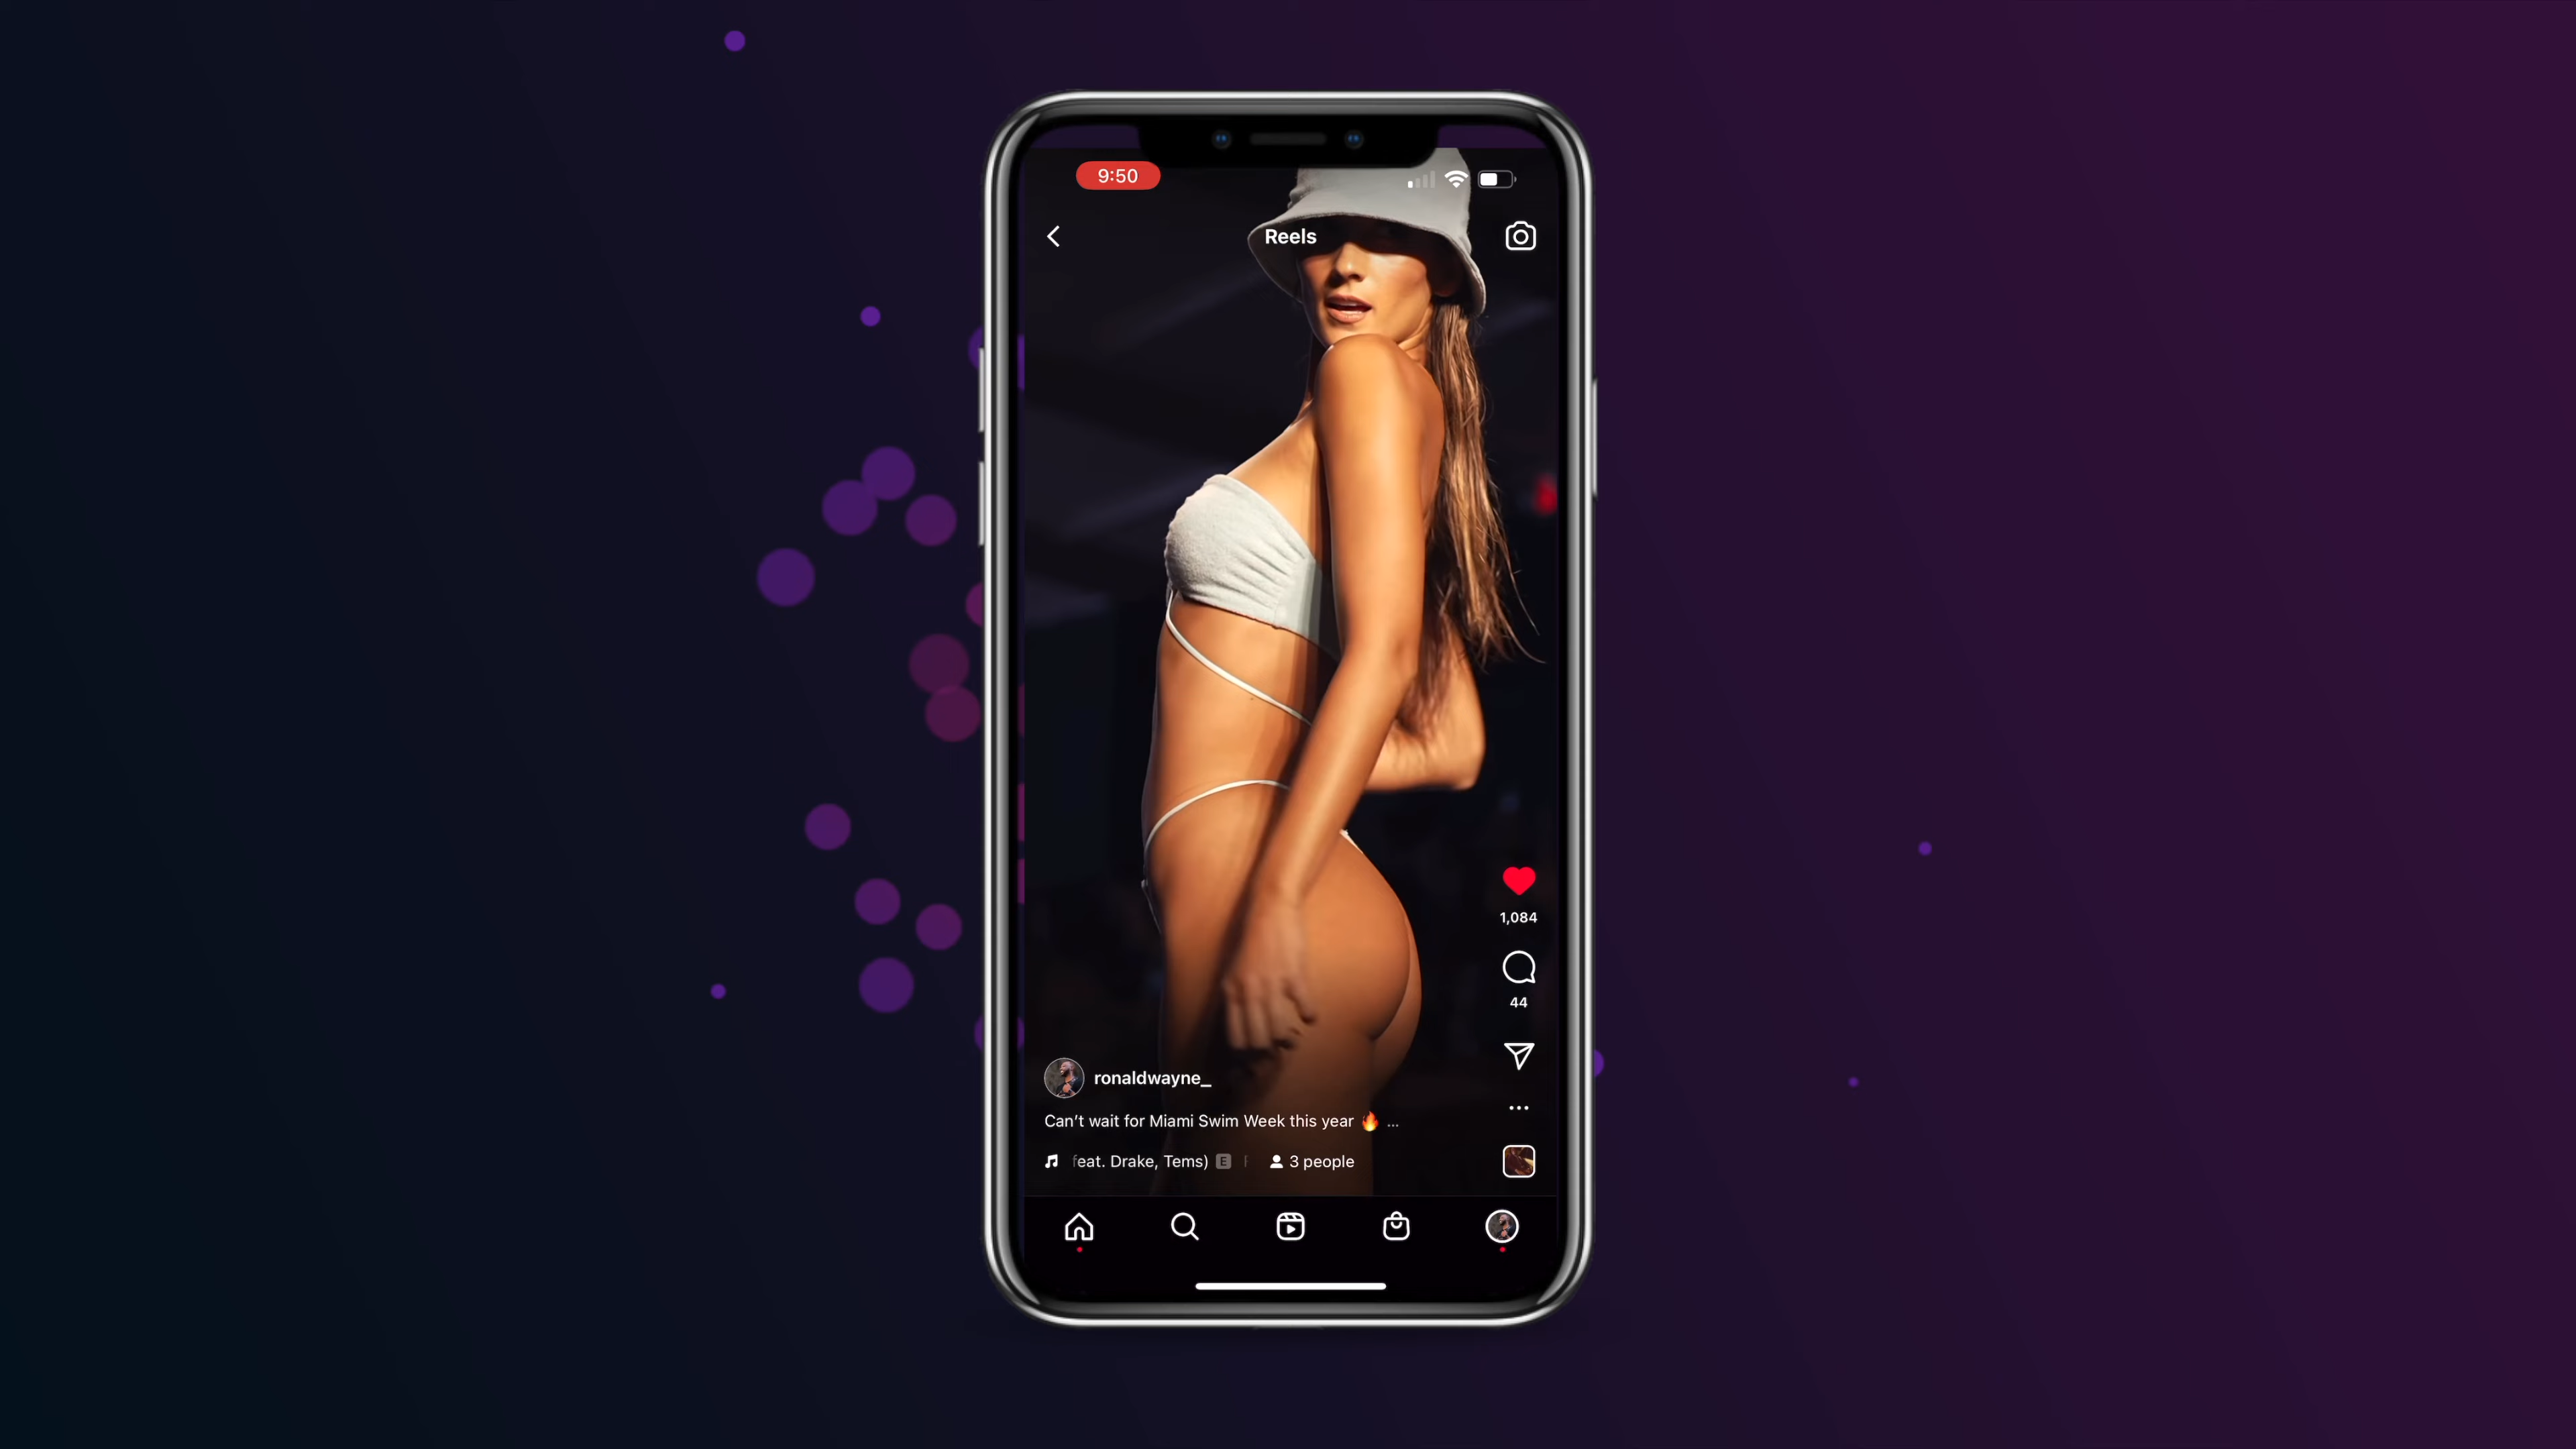 9:50
Reels
1,084
44
ronaldwayne_
Can't wait for Miami Swim Week this year 🔥 ...
feat. Drake, Tems) E
3 people